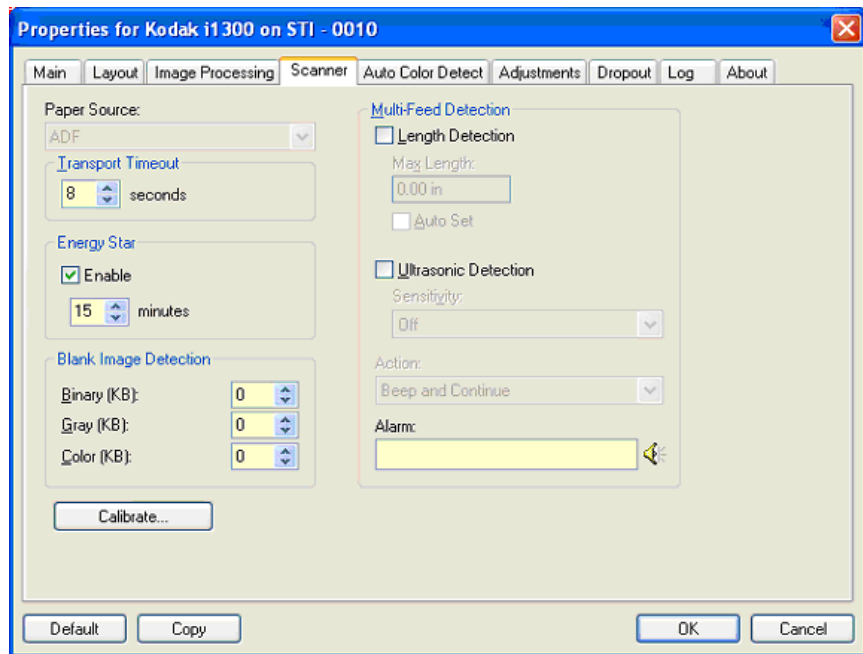 Properties for Kodak i1300 on STI - 0010
Main Layout Image Processing Scanner Auto Color Detect Adjustments Dropout Log About
Paper Source:
ADF
Transport Timeout
8 seconds
Energy Star
Enable
15 minutes
Blank Image Detection
Binary (KB): 0
Gray (KB): 0
Color (KB): 0
Calibrate...
Multi-Feed Detection
Length Detection
Max Length:
0.00 in
Auto Set
Ultrasonic Detection
Sensitivity:
Off
Action:
Beep and Continue
Alarm:
Default Copy OK Cancel